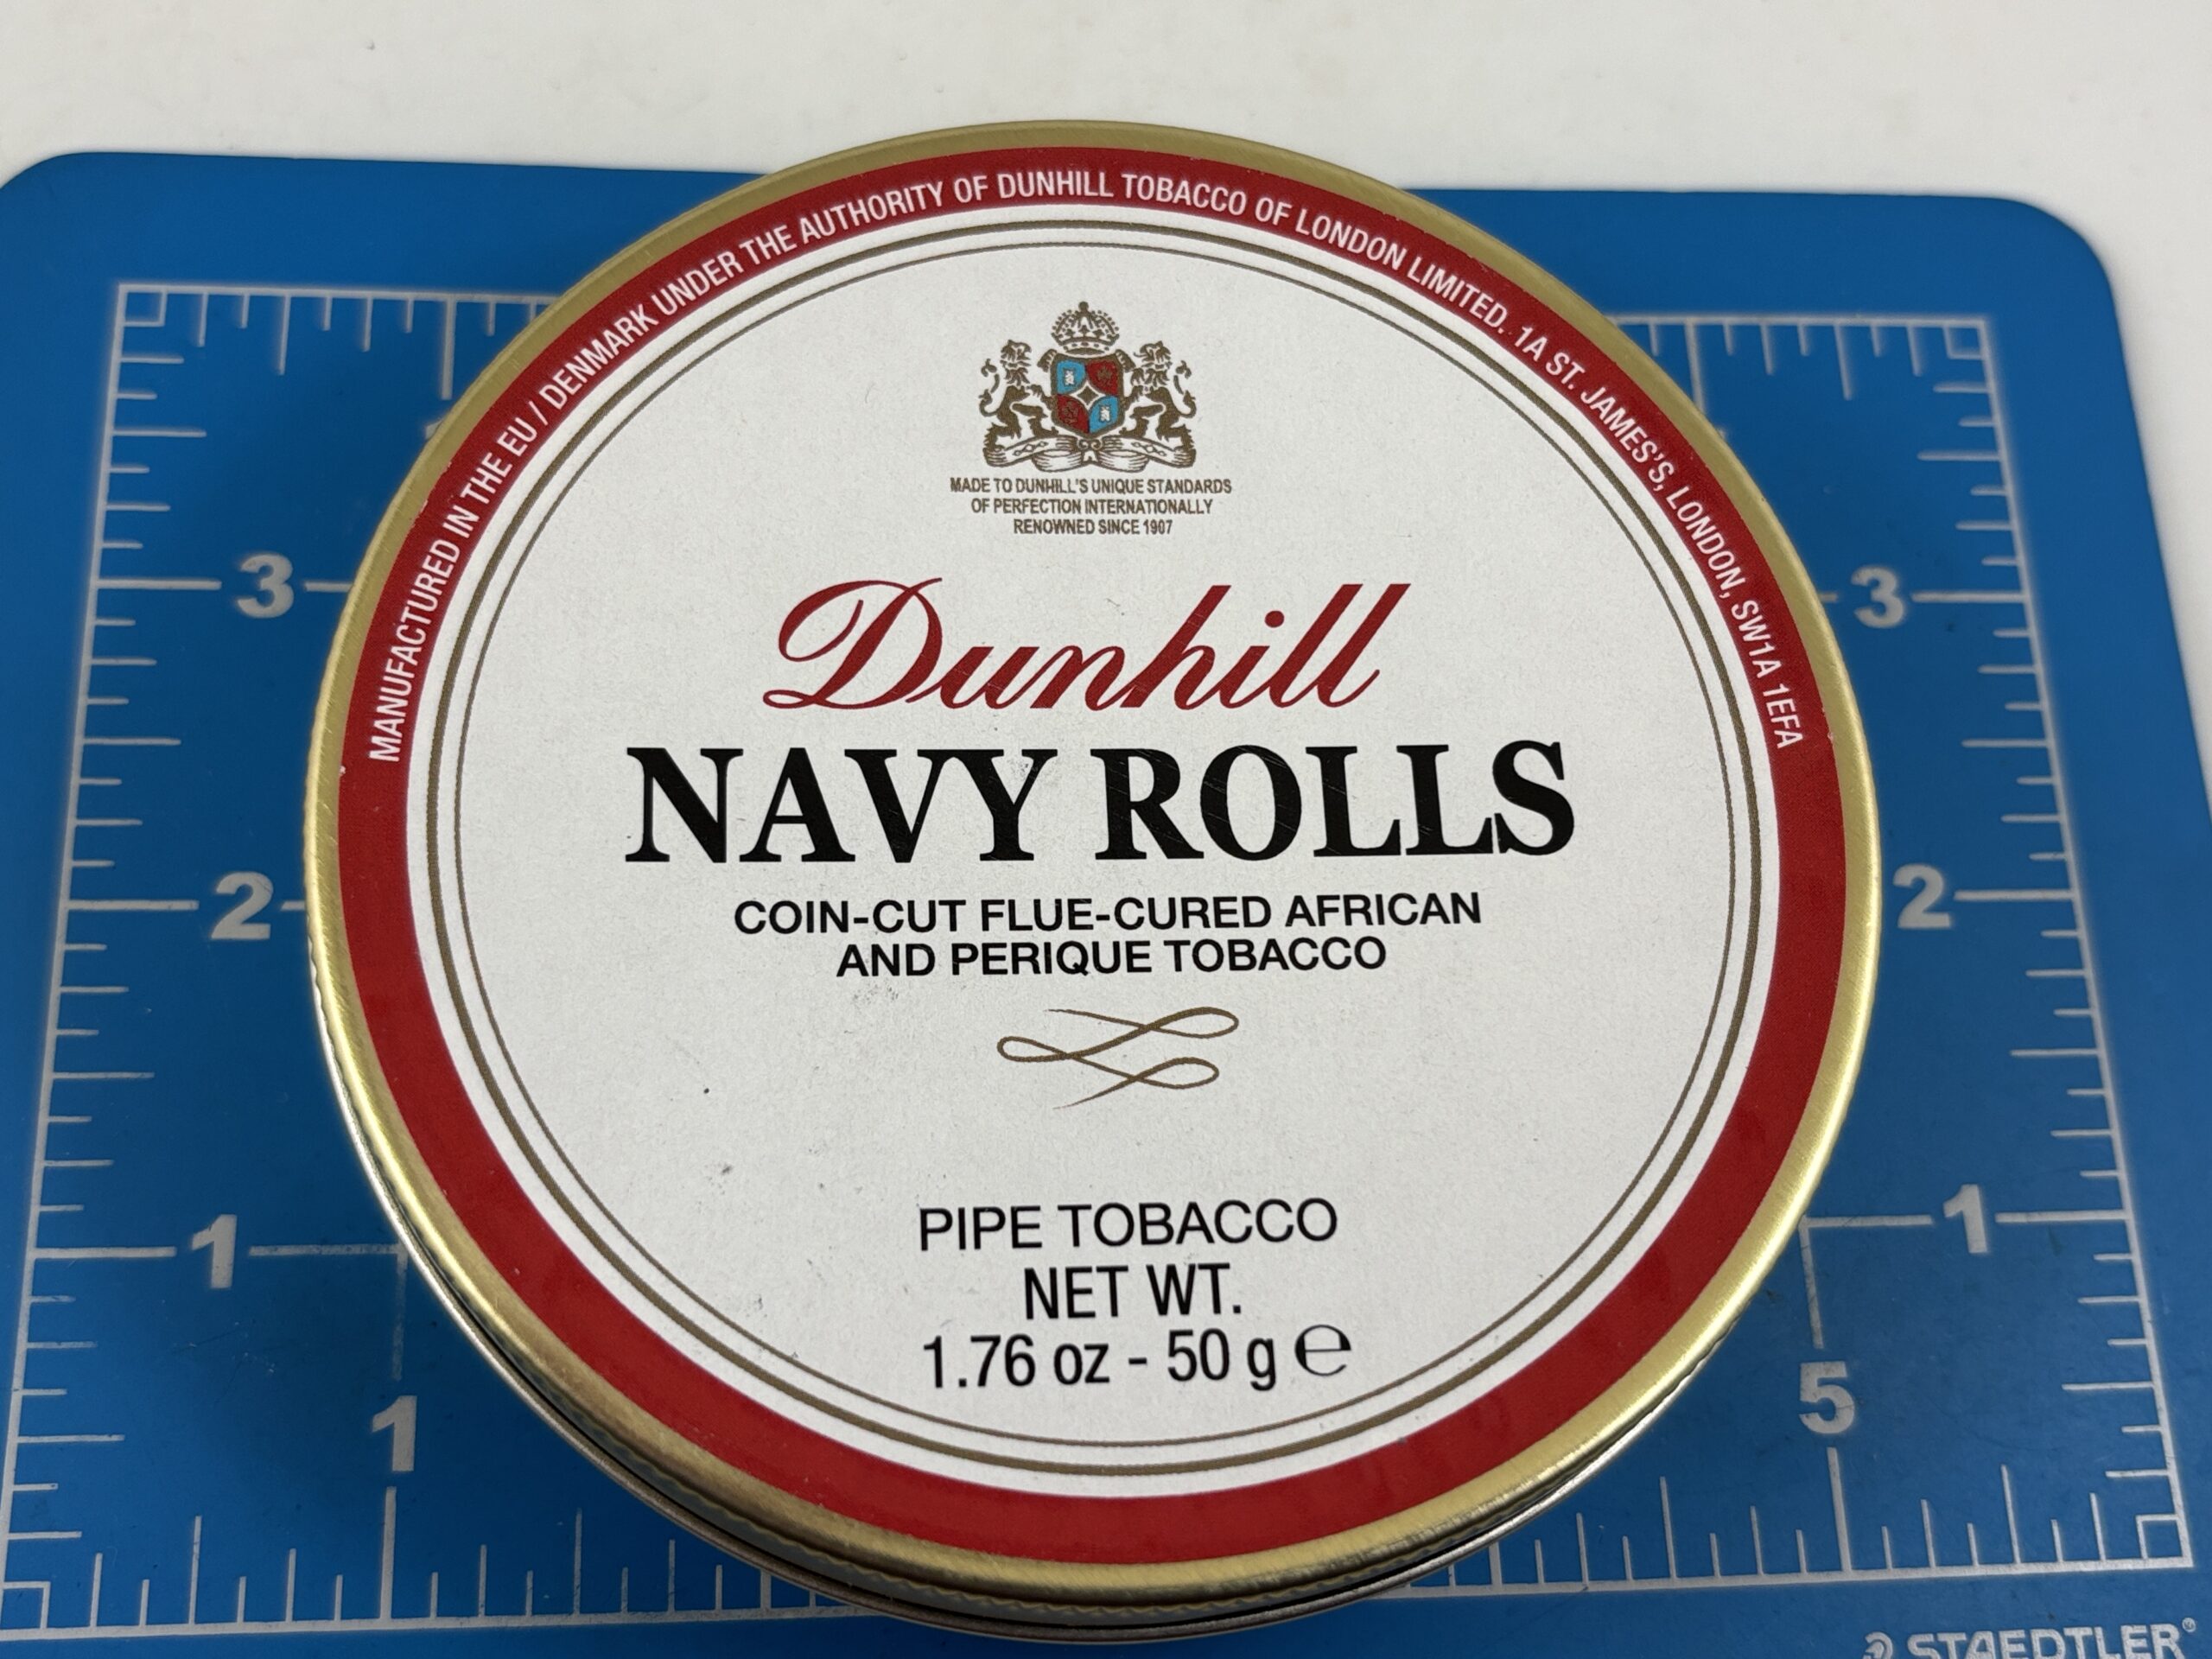 MANUFACTURED IN THE EU / DENMARK UNDER THE AUTHORITY OF DUNHILL TOBACCO OF LONDON LIMITED. 1A ST. JAMES'S, LONDON, SW1A 1EFA
MADE TO DUNHILL'S UNIQUE STANDARDS
OF PERFECTION INTERNATIONALLY
RENOWNED SINCE 1907
Dunhill
NAVY ROLLS
COIN-CUT FLUE-CURED AFRICAN
AND PERIQUE TOBACCO
PIPE TOBACCO
NET WT.
1.76 oz - 50 g ℮
3
3
2
2
1
1
1
5
STAEDTLER®